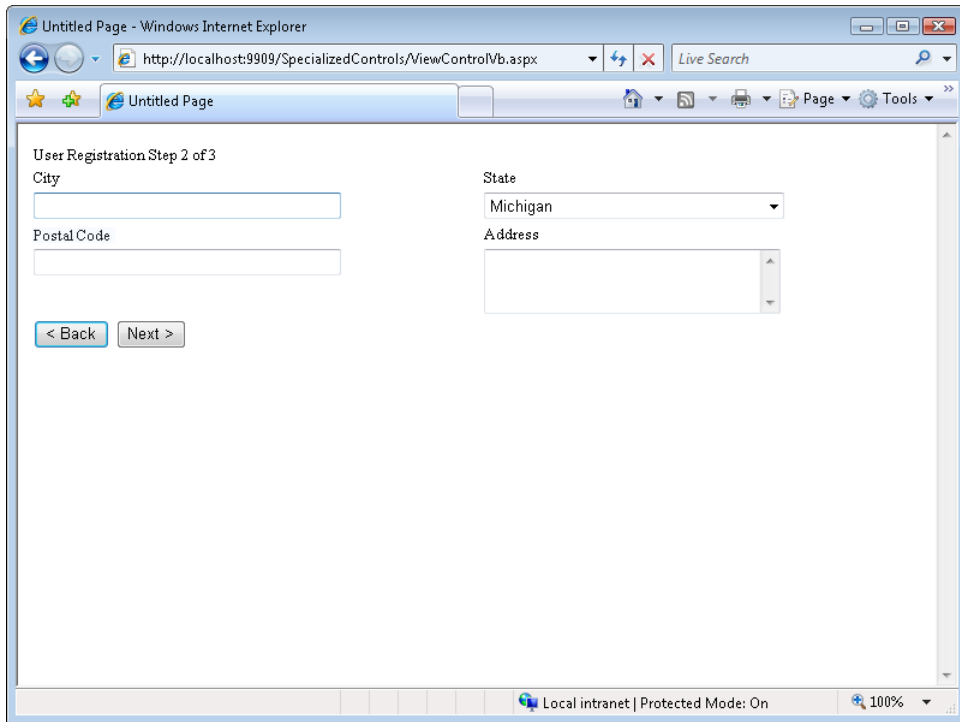 Untitled Page - Windows Internet Explorer
http://localhost:9909/SpecializedControls/ViewControlVb.aspx Live Search
Untitled Page Page Tools »
User Registration Step 2 of 3
City State
Michigan
Postal Code Address
< Back Next >
Local intranet | Protected Mode: On 100%